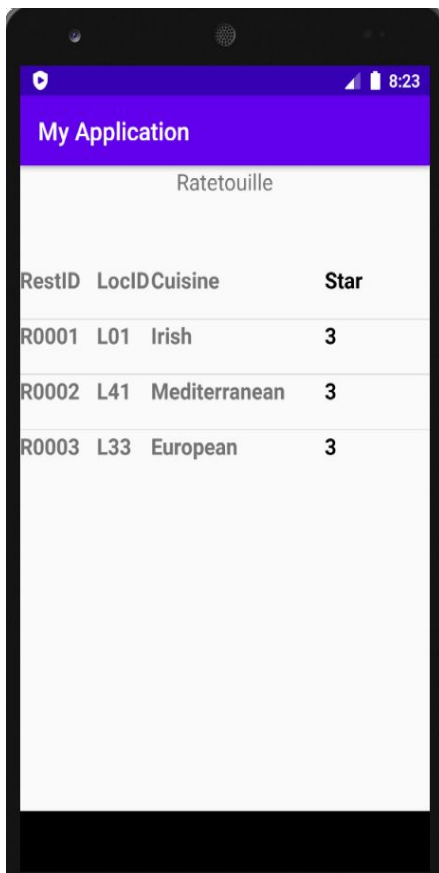 8:23
My Application
Ratetouille
RestID LocID Cuisine Star
R0001 L01 Irish 3
R0002 L41 Mediterranean 3
R0003 L33 European 3